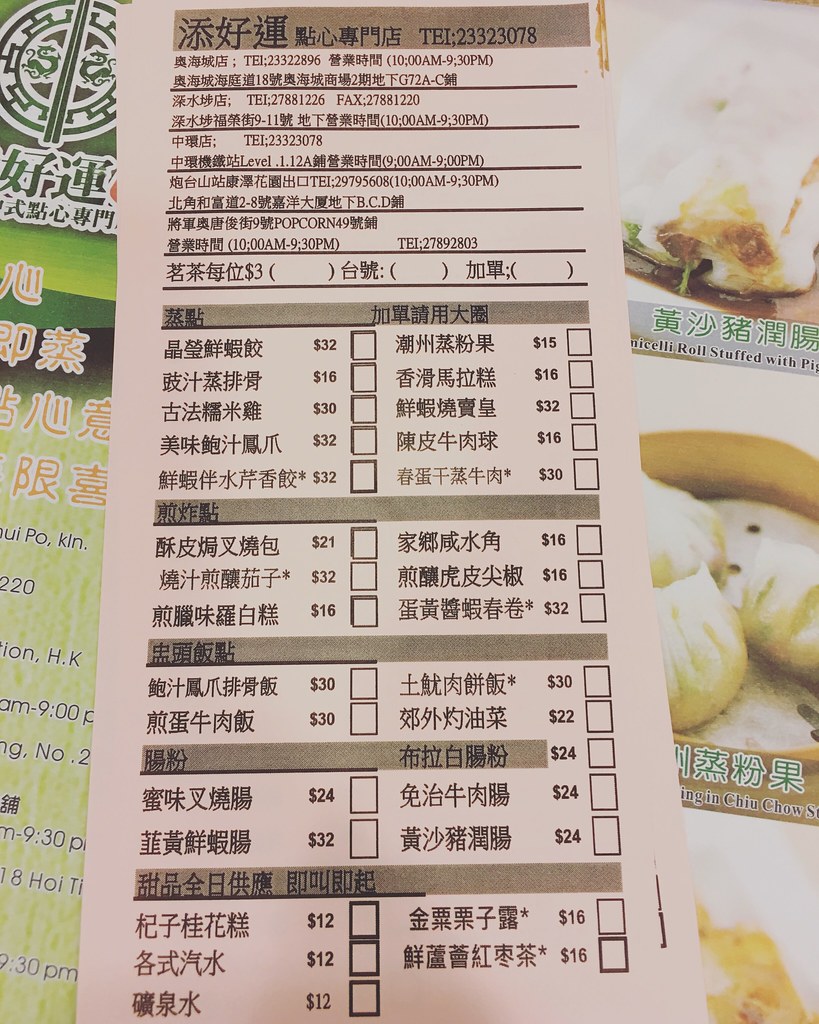 添好運 點心專門店 TEI;23323078
奧海城店；TEI;23322896 營業時間 (10;00AM-9;30PM)
奧海城海庭道18號奧海城商場2期地下G72A-C鋪
深水埗店; TEI;27881226 FAX;27881220
深水埗福榮街9-11號 地下營業時間(10;00AM-9;30PM)
中環店; TEI;23323078
中環機鐵站Level .1.12A鋪營業時間(9;00AM-9;00PM)
炮台山站康澤花園出口TEI;29795608(10;00AM-9;30PM)
北角和富道2-8號嘉洋大厦地下B.C.D鋪
將軍奧唐俊街9號POPCORN49號鋪
營業時間 (10;00AM-9;30PM) TEI;27892803
茗茶每位$3 ( ) 台號: ( ) 加單;( )
蒸點 加單請用大圈
晶瑩鮮蝦餃 $32 潮州蒸粉果 $15
豉汁蒸排骨 $16 香滑馬拉糕 $16
古法糯米雞 $30 鮮蝦燒賣皇 $32
美味鮑汁鳳爪 $32 陳皮牛肉球 $16
鮮蝦伴水芹香餃* $32 春蛋干蒸牛肉* $30
煎炸點
酥皮焗叉燒包 $21 家鄉咸水角 $16
燒汁煎釀茄子* $32 煎釀虎皮尖椒 $16
煎臘味羅白糕 $16 蛋黃醬蝦春卷* $32
盅頭飯點
鮑汁鳳爪排骨飯 $30 土魷肉餅飯* $30
煎蛋牛肉飯 $30 郊外灼油菜 $22
腸粉 布拉白腸粉 $24
蜜味叉燒腸 $24 免治牛肉腸 $24
韮黃鮮蝦腸 $32 黃沙豬潤腸 $24
甜品全日供應 即叫即起
杞子桂花糕 $12 金粟栗子露* $16
各式汽水 $12 鮮蘆薈紅枣茶* $16
礦泉水 $12
好運
式點心專門
心
即蒸
點心意
限喜
hui Po, kln.
220
tion, H.K
am-9:00 p
ng, No .2
舖
m-9:30 p
18 Hoi Ti
9:30 pm
黃沙豬潤腸
nicelli Roll Stuffed with Pig
州蒸粉果
ing in Chiu Chow St